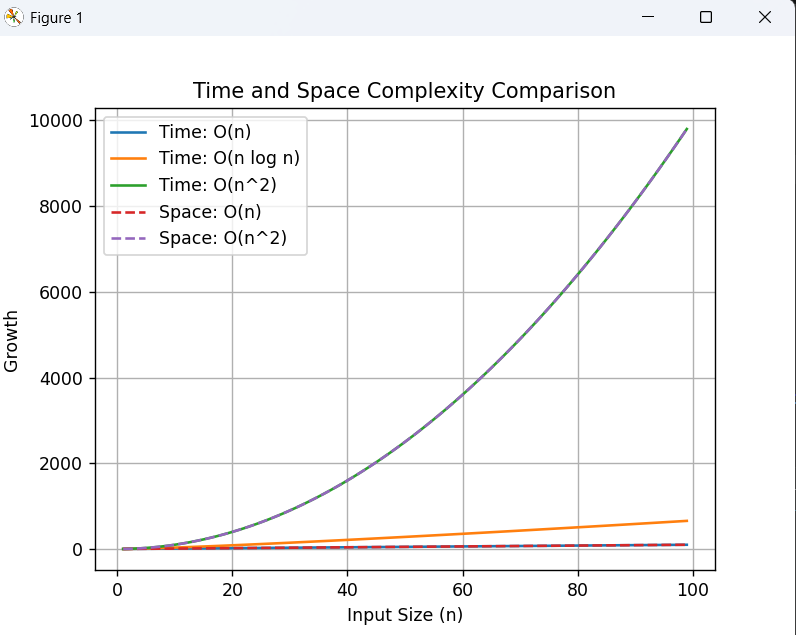 Figure 1
Time and Space Complexity Comparison
10000
8000
6000
4000
2000
0
Growth
Time: O(n)
Time: O(n log n)
Time: O(n^2)
Space: O(n)
Space: O(n^2)
0 20 40 60 80 100
Input Size (n)